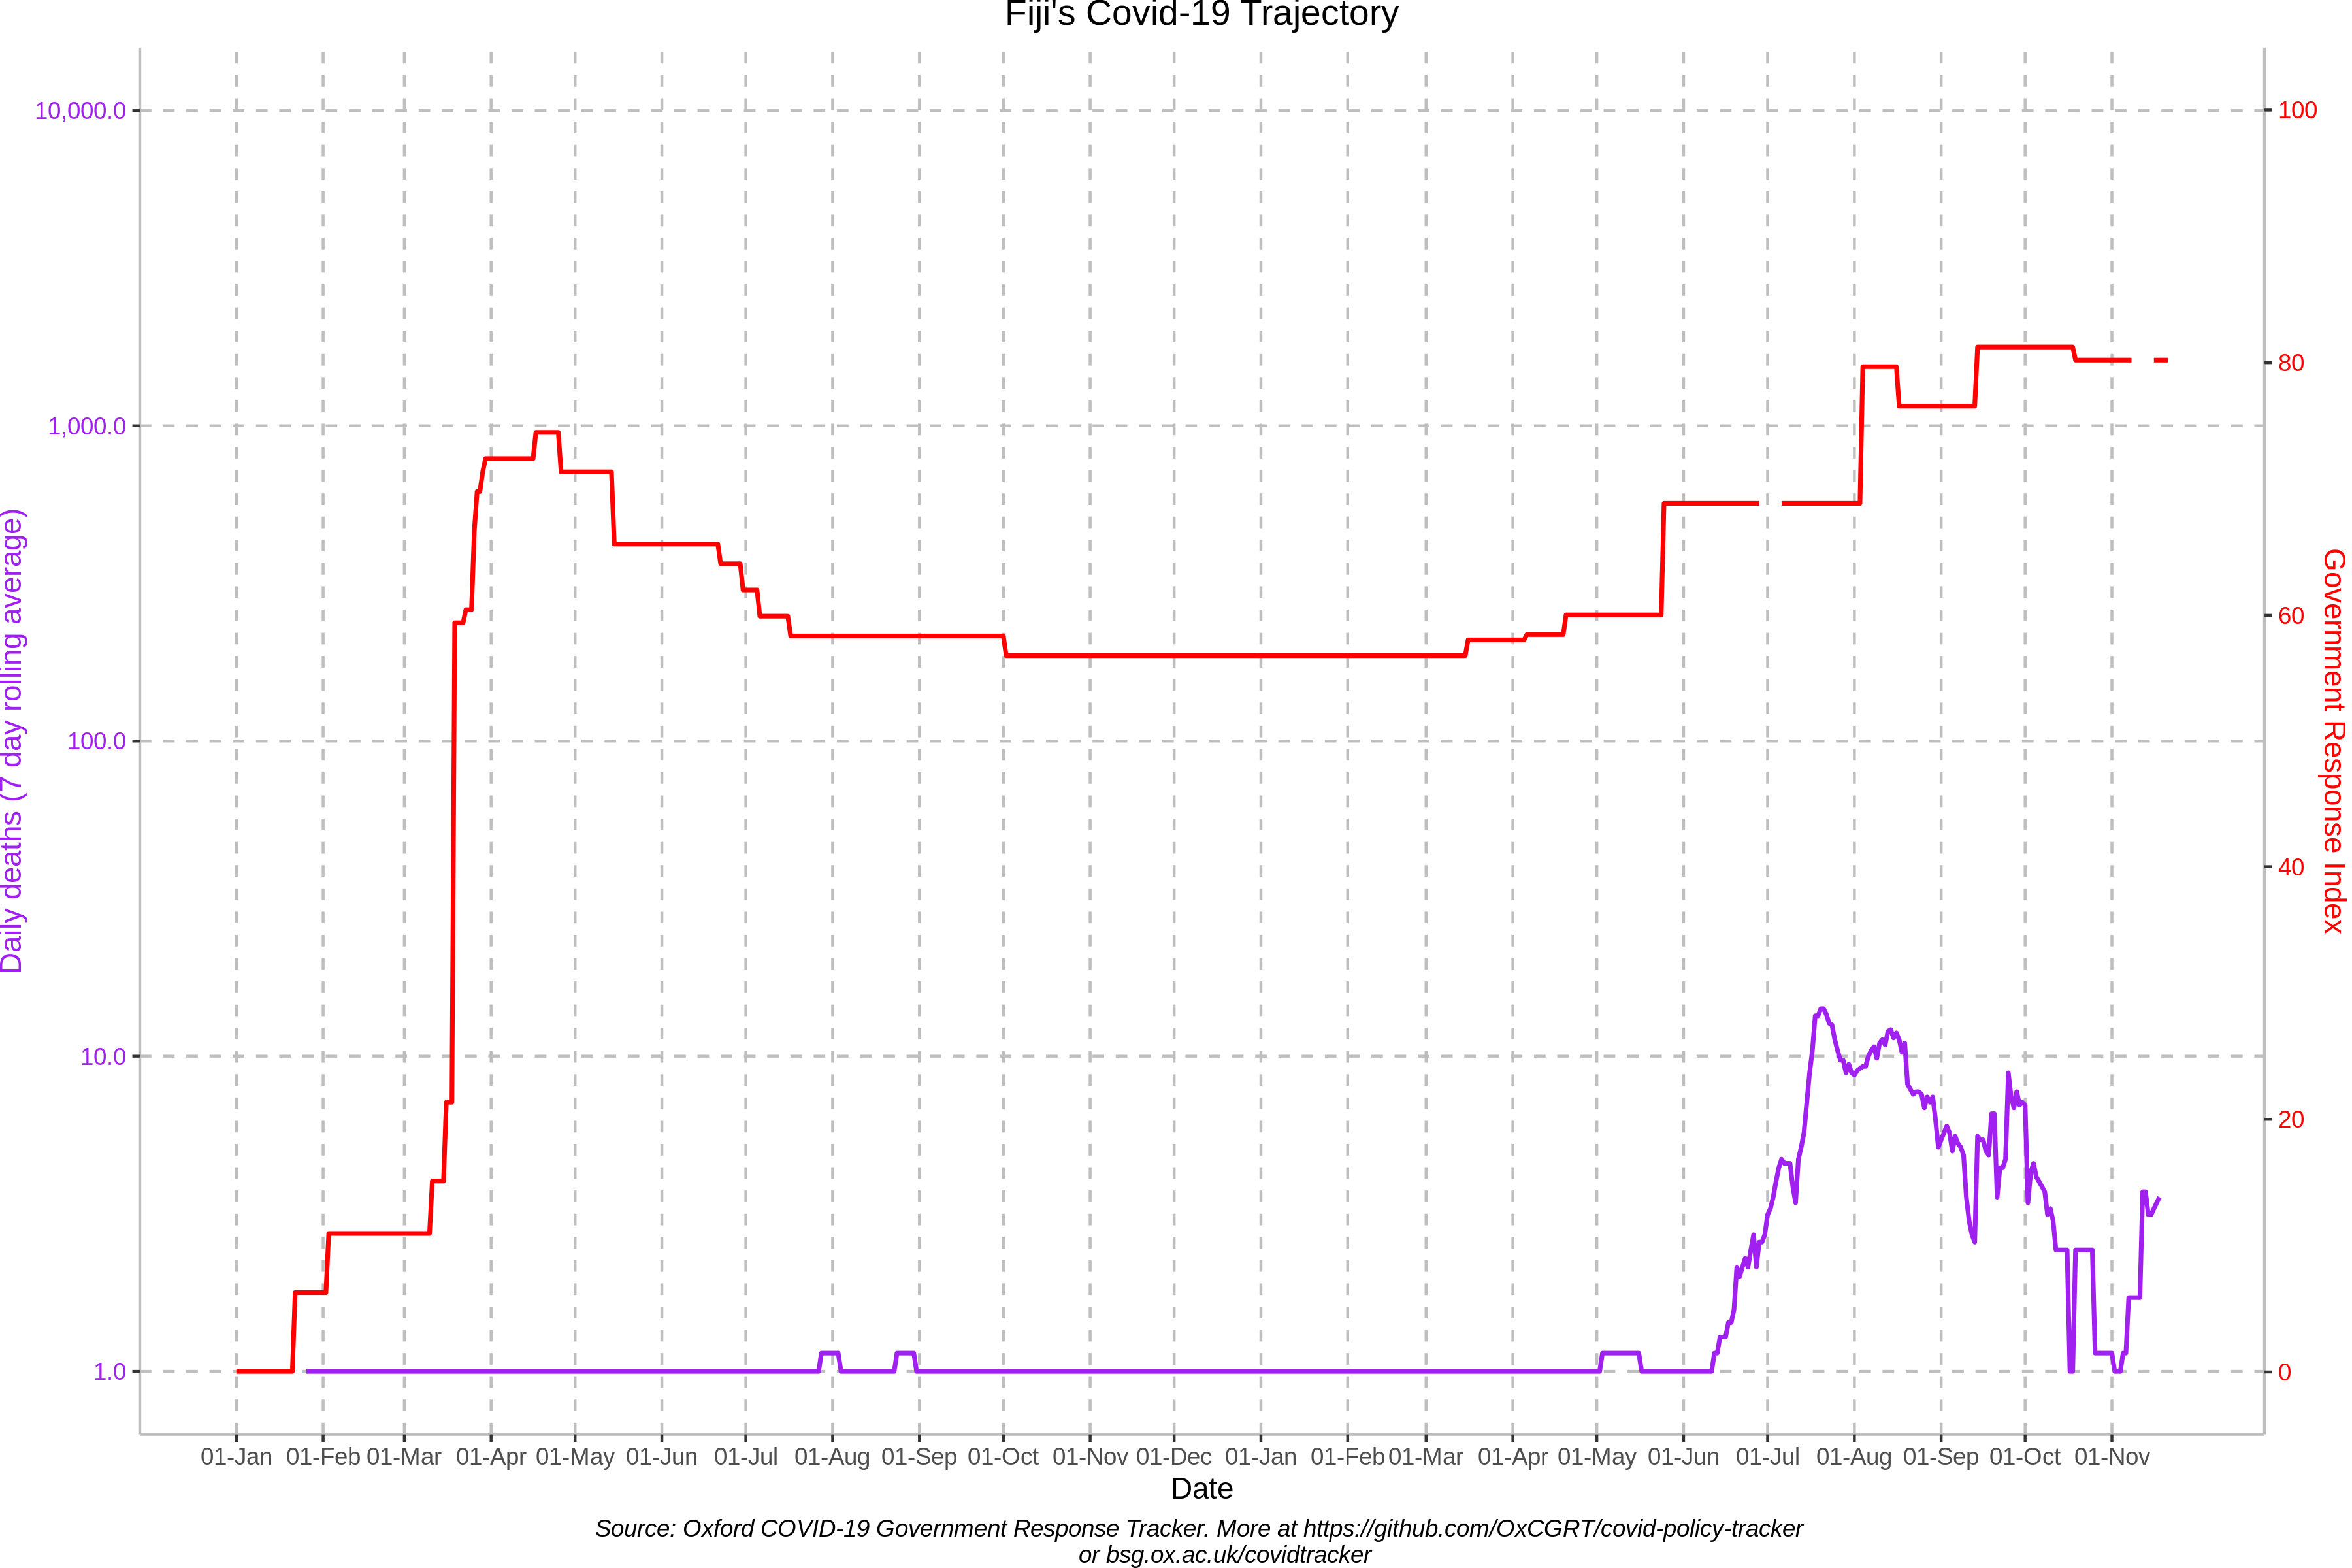 Fiji's Covid-19 Trajectory
10,000.0
1,000.0
100.0
10.0
1.0
Daily deaths (7 day rolling average)
100
80
60
40
20
0
Government Response Index
01-Jan 01-Feb 01-Mar 01-Apr 01-May 01-Jun 01-Jul 01-Aug 01-Sep 01-Oct 01-Nov 01-Dec 01-Jan 01-Feb 01-Mar 01-Apr 01-May 01-Jun 01-Jul 01-Aug 01-Sep 01-Oct 01-Nov
Date
Source: Oxford COVID-19 Government Response Tracker. More at https://github.com/OxCGRT/covid-policy-tracker
or bsg.ox.ac.uk/covidtracker